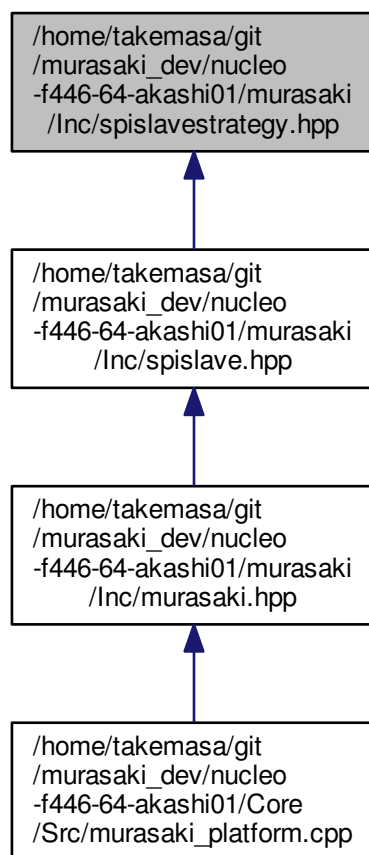 /home/takemasa/git
/murasaki_dev/nucleo
-f446-64-akashi01/murasaki
/Inc/spislavestrategy.hpp
/home/takemasa/git
/murasaki_dev/nucleo
-f446-64-akashi01/murasaki
/Inc/spislave.hpp
/home/takemasa/git
/murasaki_dev/nucleo
-f446-64-akashi01/murasaki
/Inc/murasaki.hpp
/home/takemasa/git
/murasaki_dev/nucleo
-f446-64-akashi01/Core
/Src/murasaki_platform.cpp